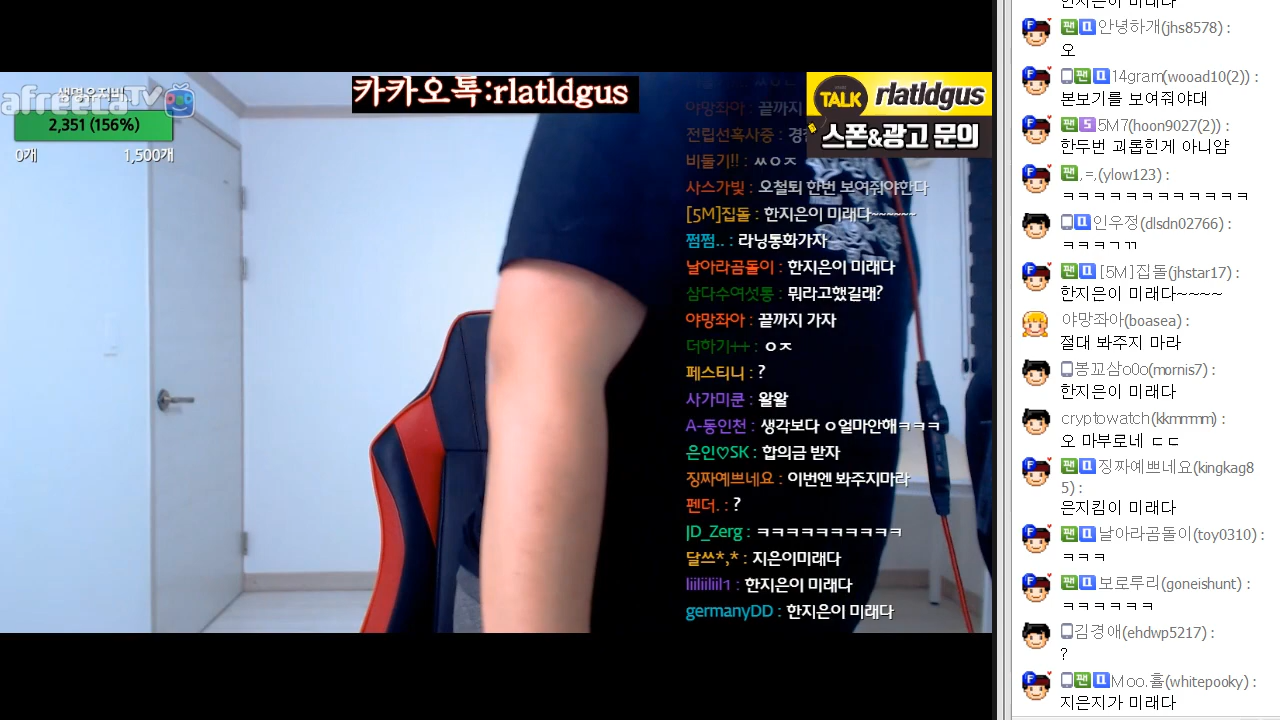 afreecaTV
2,351 (156%)
0개 1,500개
카카오톡:rlatldgus
TALK rlatldgus
스폰&광고 문의
야망좌아 : 끝까지
전립선혹사중 :
비둘기!! : ㅆㅇㅈ
사스가빛 : 오철퇴 한번 보여줘야한다
[5M]집돌 : 한지은이 미래다~~~~~~
쩜쩜.. : 라닝통화가자
날아라곰돌이 : 한지은이 미래다
삼다수여섯통 : 뭐라고했길래?
야망좌아 : 끝까지 가자
더하기++ : ㅇㅈ
페스티니 : ?
사가미쿤 : 왈왈
A-동인천 : 생각보다 ㅇ얼마안해ㅋㅋㅋ
은인♡SK : 합의금 받자
징짜예쁘네요 : 이번엔 봐주지마라
펜더. : ?
|D_Zerg : ㅋㅋㅋㅋㅋㅋㅋㅋㅋㅋ
달쓰*,* : 지은이미래다
liiliiliil1 : 한지은이 미래다
germanyDD : 한지은이 미래다
한지은이 미래다
안녕하개(jhs8578) :
오
14gram(wooad10(2)) :
본보기를 보여줘야대
5M7(hoon9027(2)) :
한두번 괴롭힌게 아니얌
,=,(ylow123) :
ㅋㅋㅋㅋㅋㅋㅋㅋㅋㅋㅋㅋ
인우정(dlsdn02766) :
ㅋㅋㅋㄱㄲ
[5M]집돌(jhstar17) :
한지은이 미래다~~~~
야망좌아(boasea) :
절대 봐주지 마라
봉꼬삼o0o(mornis7) :
한지은이 미래다
오 마부로네 ㄷㄷ
징짜예쁘네요(kingkag8
5) :
은지킴이 미래다
날아라곰돌이(toy0310) :
ㅋㅋㅋ
보로루리(goneishunt) :
ㅋㅋㅋㅋㅋㅋㅋ
김경애(ehdwp5217) :
?
Moo.훌(whitepooky) :
지은지가 미래다